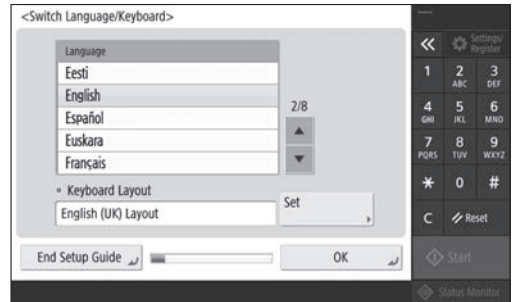 <Switch Language/Keyboard>
Language
Eesti
English
Español
Euskara
Français
2/8
Keyboard Layout
English (UK) Layout
Set
End Setup Guide
OK
Settings/
Register
1
2
ABC
3
DEF
4
GHI
5
JKL
6
MNO
7
PQRS
8
TUV
9
WXYZ
*
0
#
C
Reset
Start
Status Monitor